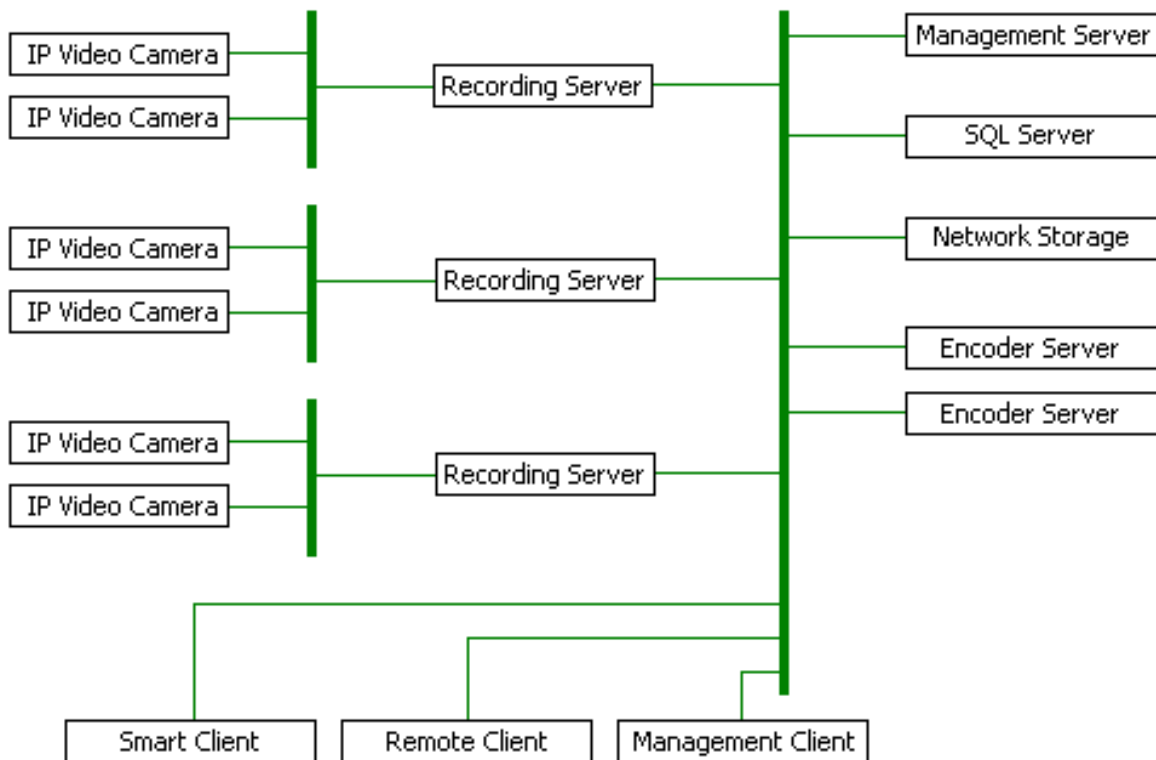 Management Server
IP Video Camera
Recording Server
IP Video Camera
SQL Server
IP Video Camera
Network Storage
Recording Server
IP Video Camera
Encoder Server
Encoder Server
IP Video Camera
Recording Server
IP Video Camera
Smart Client
Remote Client
Management Client